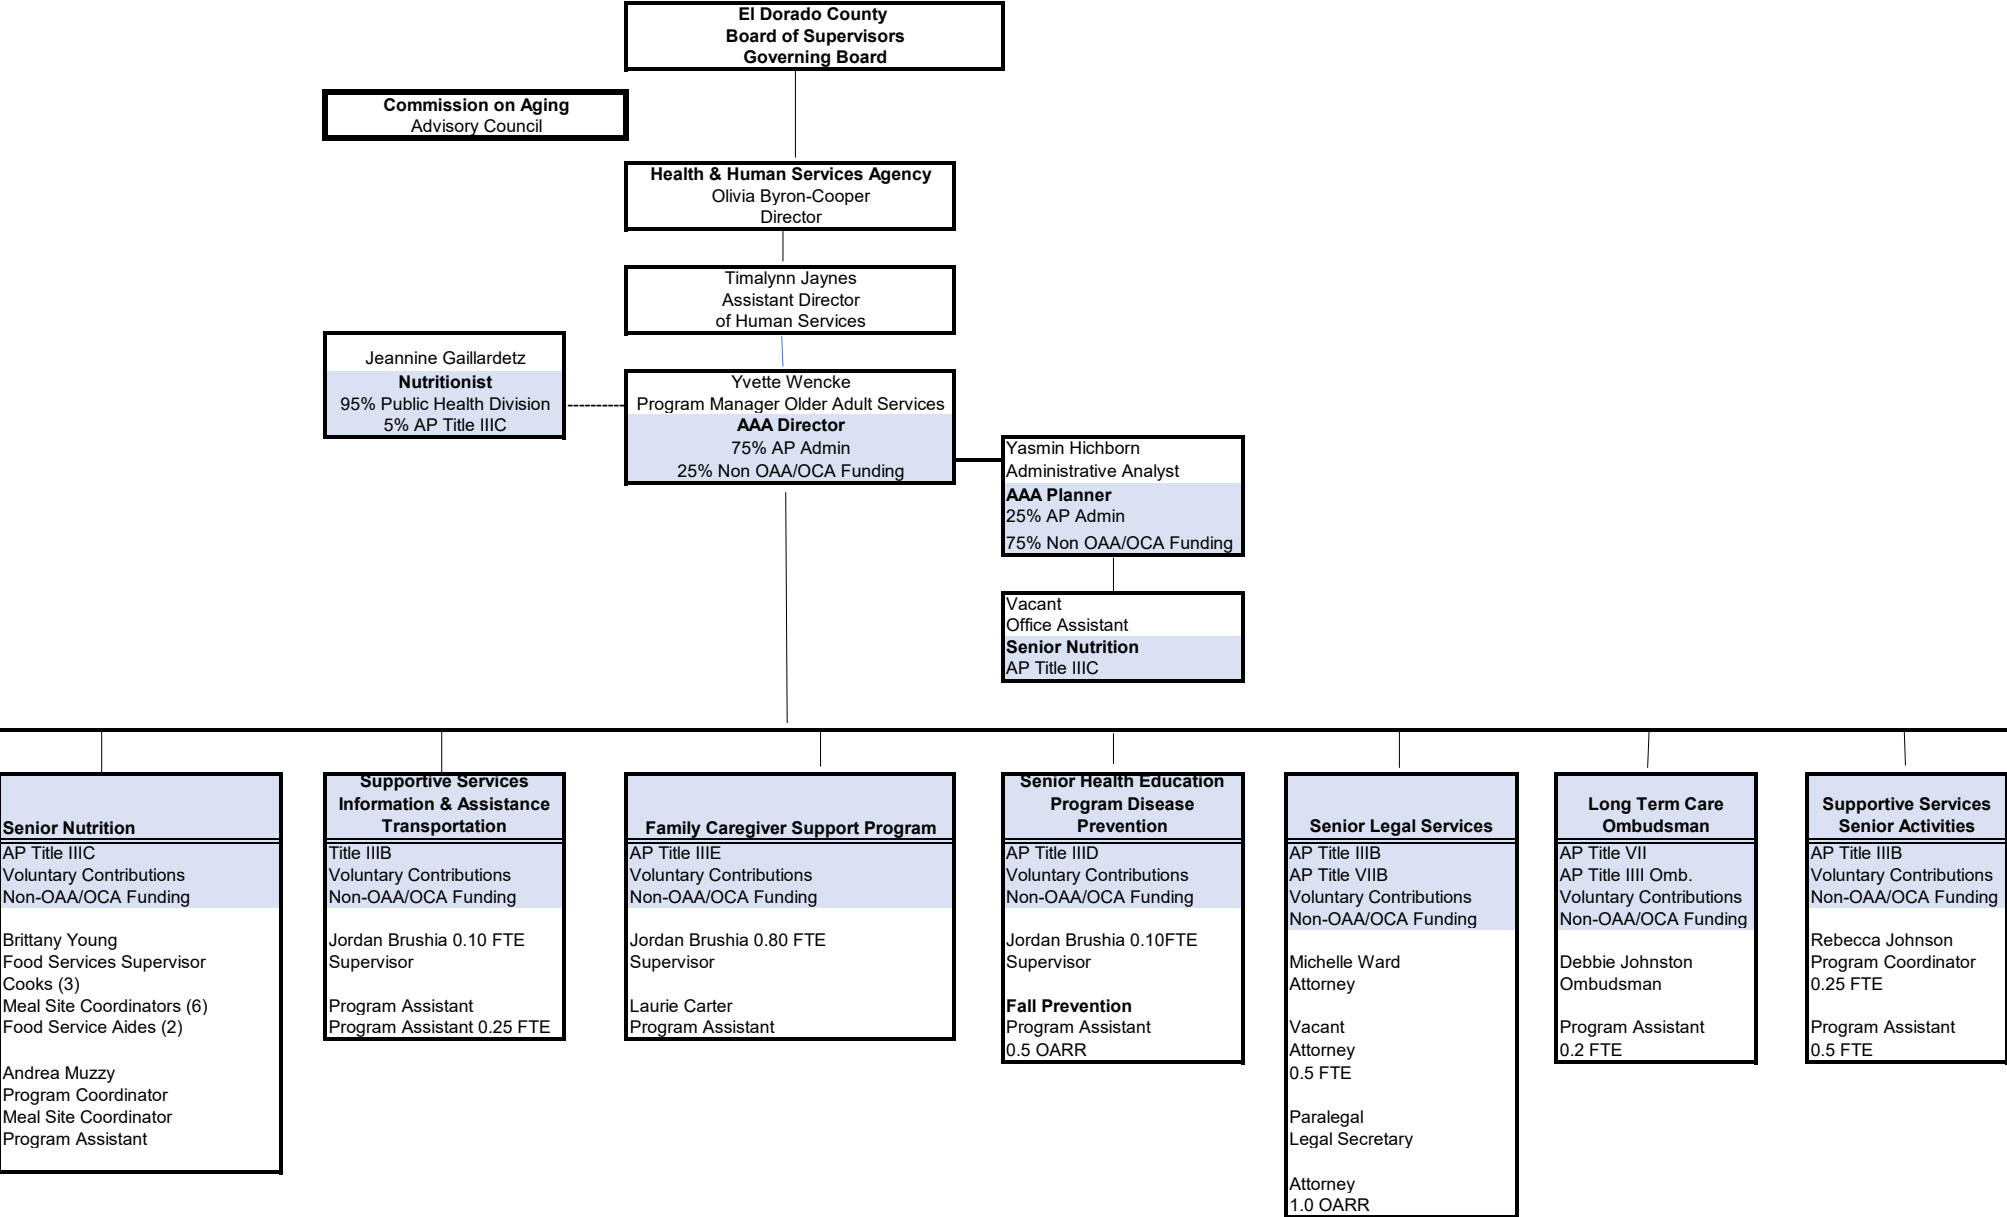 El Dorado County
Board of Supervisors
Governing Board
Commission on Aging
Advisory Council
Health & Human Services Agency
Olivia Byron-Cooper
Director
Timalynn Jaynes
Assistant Director
of Human Services
Jeannine Gaillardetz
Nutritionist
95% Public Health Division
5% AP Title IIIC
Yvette Wencke
Program Manager Older Adult Services
AAA Director
75% AP Admin
25% Non OAA/OCA Funding
Yasmin Hichborn
Administrative Analyst
AAA Planner
25% AP Admin
75% Non OAA/OCA Funding
Vacant
Office Assistant
Senior Nutrition
AP Title IIIC
Senior Nutrition
AP Title IIIC
Voluntary Contributions
Non-OAA/OCA Funding
Brittany Young
Food Services Supervisor
Cooks (3)
Meal Site Coordinators (6)
Food Service Aides (2)
Andrea Muzzy
Program Coordinator
Meal Site Coordinator
Program Assistant
Supportive Services
Information & Assistance
Transportation
Title IIIB
Voluntary Contributions
Non-OAA/OCA Funding
Jordan Brushia 0.10 FTE
Supervisor
Program Assistant
Program Assistant 0.25 FTE
Family Caregiver Support Program
AP Title IIIE
Voluntary Contributions
Non-OAA/OCA Funding
Jordan Brushia 0.80 FTE
Supervisor
Laurie Carter
Program Assistant
Senior Health Education
Program Disease
Prevention
AP Title IIID
Voluntary Contributions
Non-OAA/OCA Funding
Jordan Brushia 0.10FTE
Supervisor
Fall Prevention
Program Assistant
0.5 OARR
Senior Legal Services
AP Title IIIB
AP Title VIIB
Voluntary Contributions
Non-OAA/OCA Funding
Michelle Ward
Attorney
Vacant
Attorney
0.5 FTE
Paralegal
Legal Secretary
Attorney
1.0 OARR
Long Term Care
Ombudsman
AP Title VII
AP Title IIII Omb.
Voluntary Contributions
Non-OAA/OCA Funding
Debbie Johnston
Ombudsman
Program Assistant
0.2 FTE
Supportive Services
Senior Activities
AP Title IIIB
Voluntary Contributions
Non-OAA/OCA Funding
Rebecca Johnson
Program Coordinator
0.25 FTE
Program Assistant
0.5 FTE